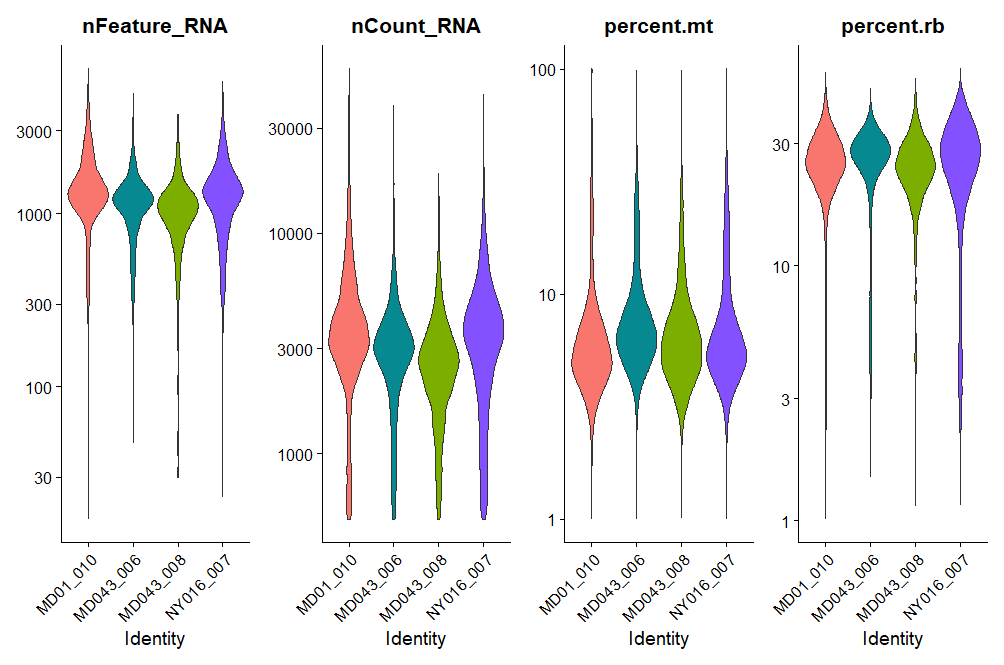 nFeature_RNA
3000
1000
300
100
30
MD01_010
MD043_006
MD043_008
NY016_007
Identity
nCount_RNA
30000
10000
3000
1000
MD01_010
MD043_006
MD043_008
NY016_007
Identity
percent.mt
100
10
1
MD01_010
MD043_006
MD043_008
NY016_007
Identity
percent.rb
30
10
3
1
MD01_010
MD043_006
MD043_008
NY016_007
Identity